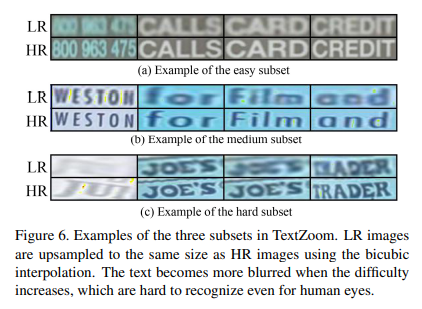 LR 800 963 475 CALLS CARD CREDIT
HR 800 963 475 CALLS CARD CREDIT
(a) Example of the easy subset
LR WESTON for Film and
HR WESTON for Film and
(b) Example of the medium subset
LR JOE'S JOE'S TRADER
HR JOE'S JOE'S TRADER
(c) Example of the hard subset
Figure 6. Examples of the three subsets in TextZoom. LR images
are upsampled to the same size as HR images using the bicubic
interpolation. The text becomes more blurred when the difficulty
increases, which are hard to recognize even for human eyes.